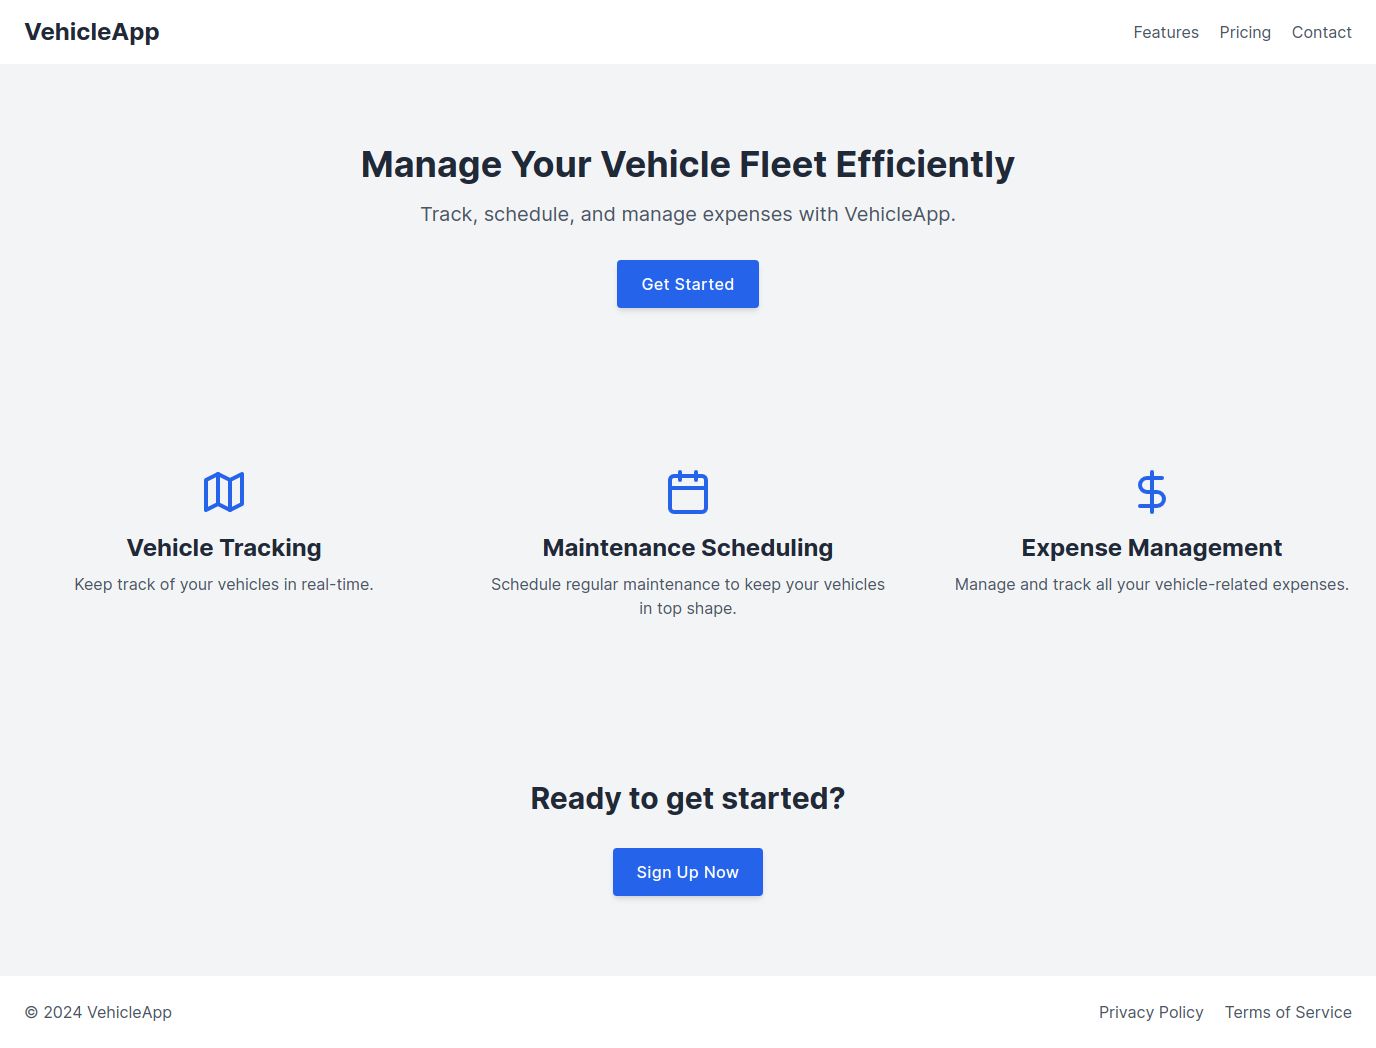 VehicleApp
Features Pricing Contact
Manage Your Vehicle Fleet Efficiently
Track, schedule, and manage expenses with VehicleApp.
Get Started
Vehicle Tracking
Keep track of your vehicles in real-time.
Maintenance Scheduling
Schedule regular maintenance to keep your vehicles
in top shape.
Expense Management
Manage and track all your vehicle-related expenses.
Ready to get started?
Sign Up Now
© 2024 VehicleApp
Privacy Policy Terms of Service